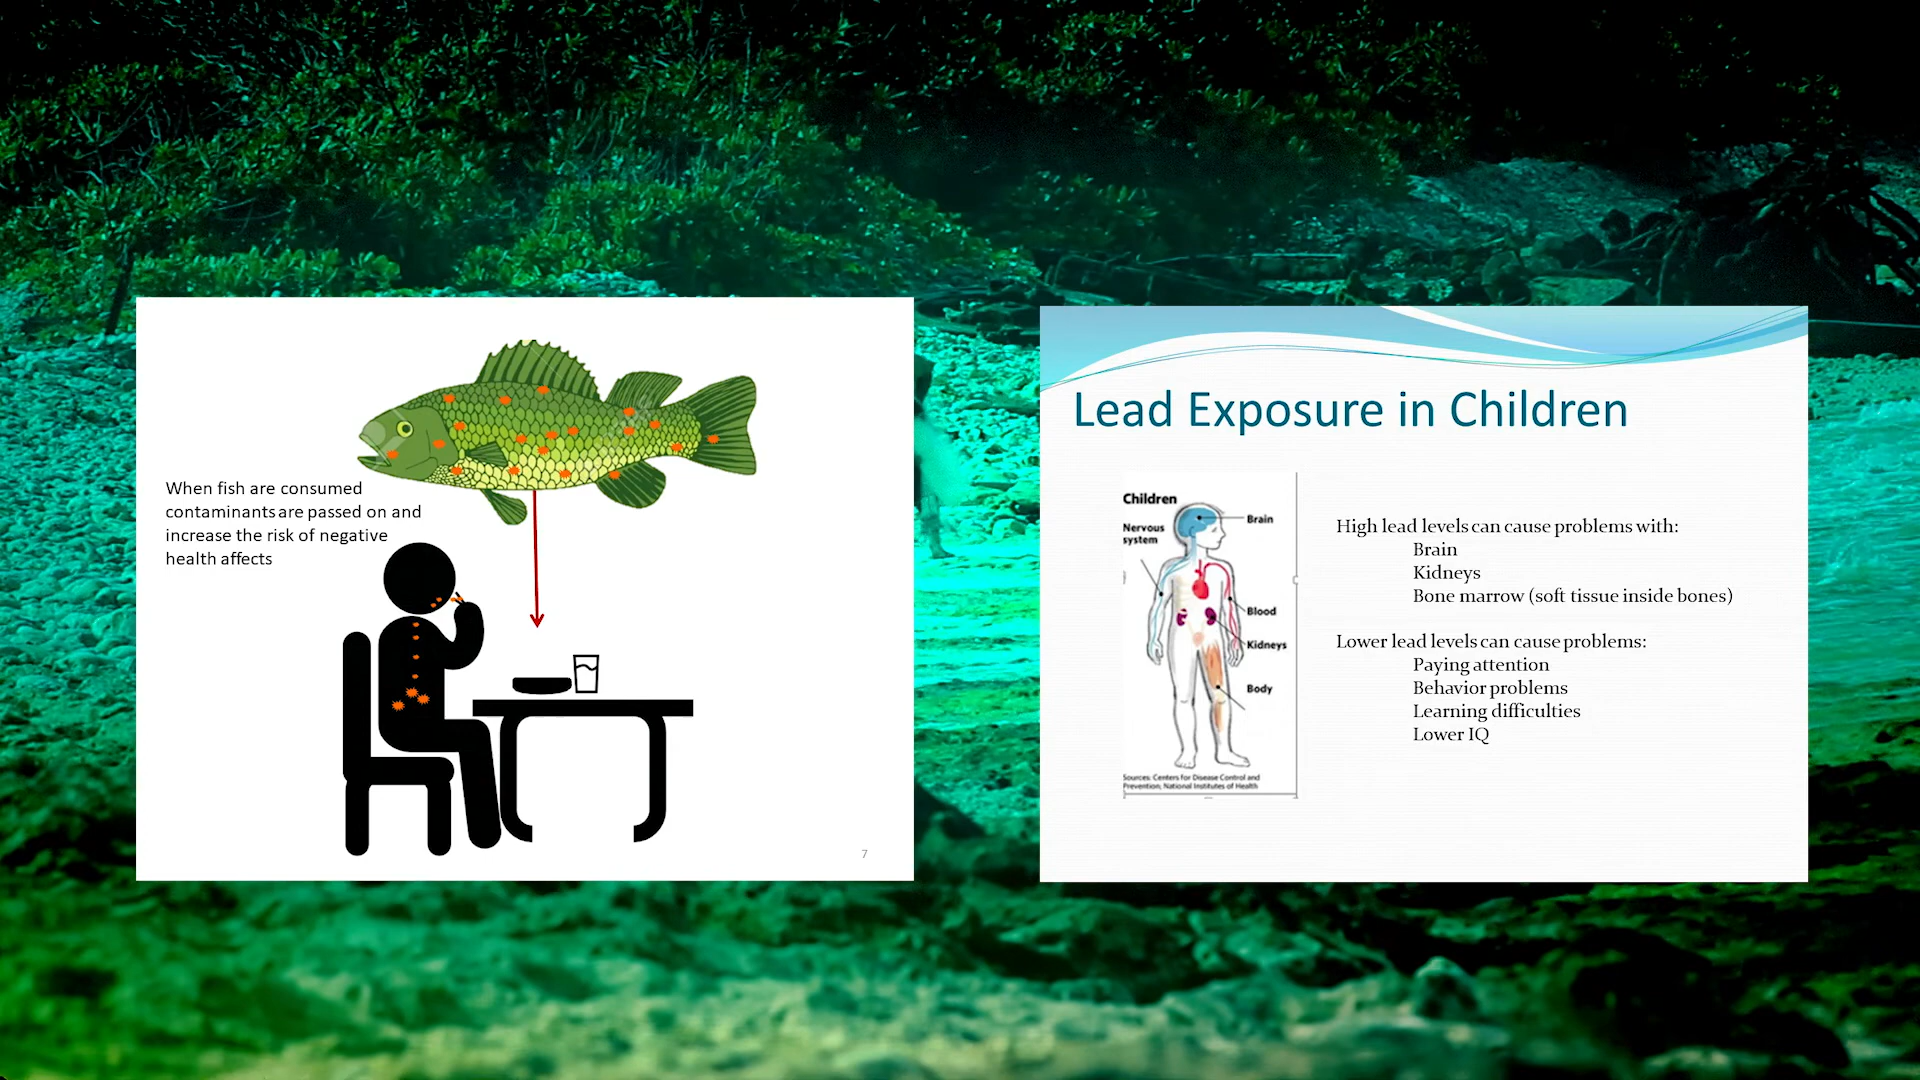 When fish are consumed
contaminants are passed on and
increase the risk of negative
health affects
7
Lead Exposure in Children
Children
Nervous
system
Brain
Blood
Kidneys
Body
Sources: Centers for Disease Control and
Prevention; National Institutes of Health
High lead levels can cause problems with:
Brain
Kidneys
Bone marrow (soft tissue inside bones)
Lower lead levels can cause problems:
Paying attention
Behavior problems
Learning difficulties
Lower IQ